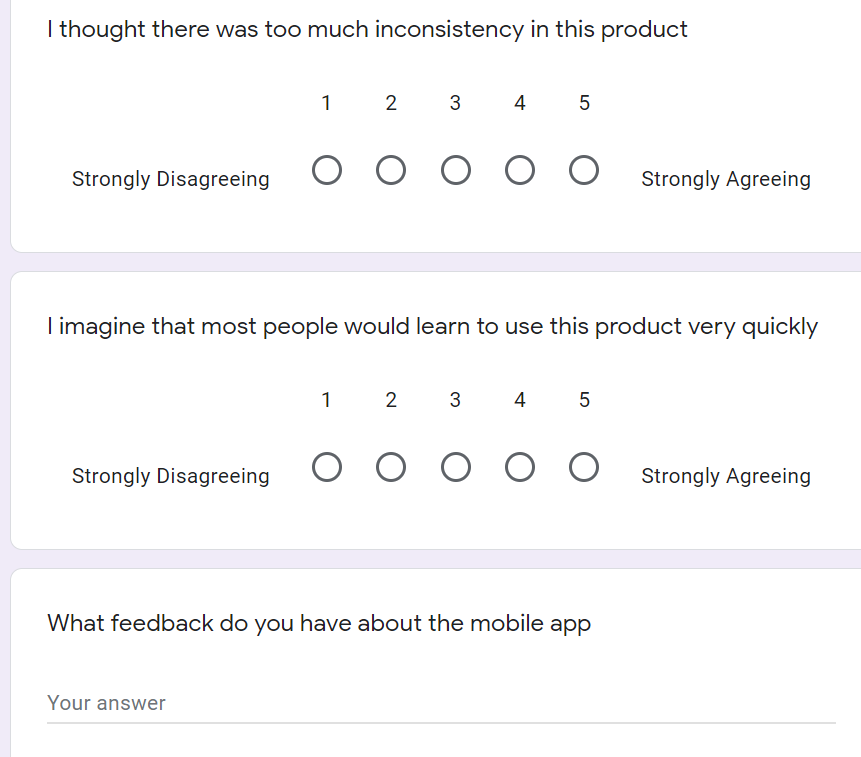 I thought there was too much inconsistency in this product
1 2 3 4 5
Strongly Disagreeing Strongly Agreeing
I imagine that most people would learn to use this product very quickly
1 2 3 4 5
Strongly Disagreeing Strongly Agreeing
What feedback do you have about the mobile app
Your answer